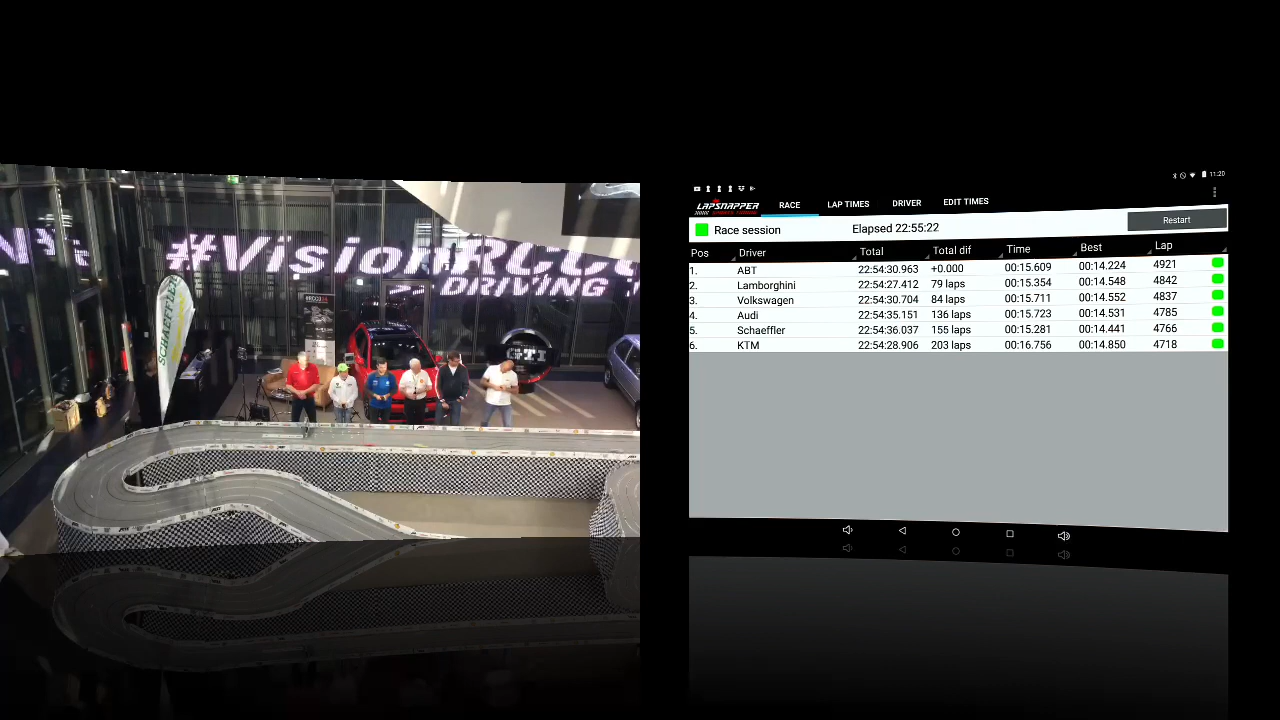 #VisionRCCO
>> DRIVING T
N%
SCHAEFFLER
#RCCO24
GTI
11:20
LAPSNAPPER
RACE LAP TIMES DRIVER EDIT TIMES
Race session Elapsed 22:55:22 Restart
Pos Driver Total Total dif Time Best Lap
1. ABT 22:54:30.963 +0.000 00:15.609 00:14.224 4921
2. Lamborghini 22:54:27.412 79 laps 00:15.354 00:14.548 4842
3. Volkswagen 22:54:30.704 84 laps 00:15.711 00:14.552 4837
4. Audi 22:54:35.151 136 laps 00:15.723 00:14.531 4785
5. Schaeffler 22:54:36.037 155 laps 00:15.281 00:14.441 4766
6. KTM 22:54:28.906 203 laps 00:16.756 00:14.850 4718